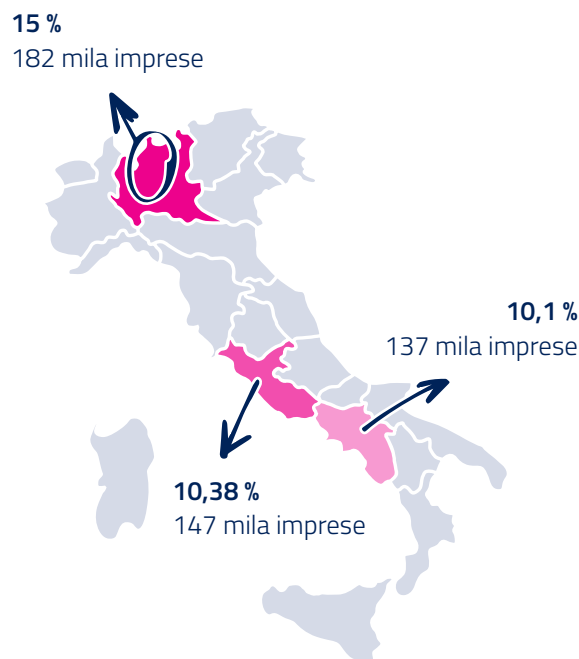 15 %
182 mila imprese
10,1 %
137 mila imprese
10,38 %
147 mila imprese